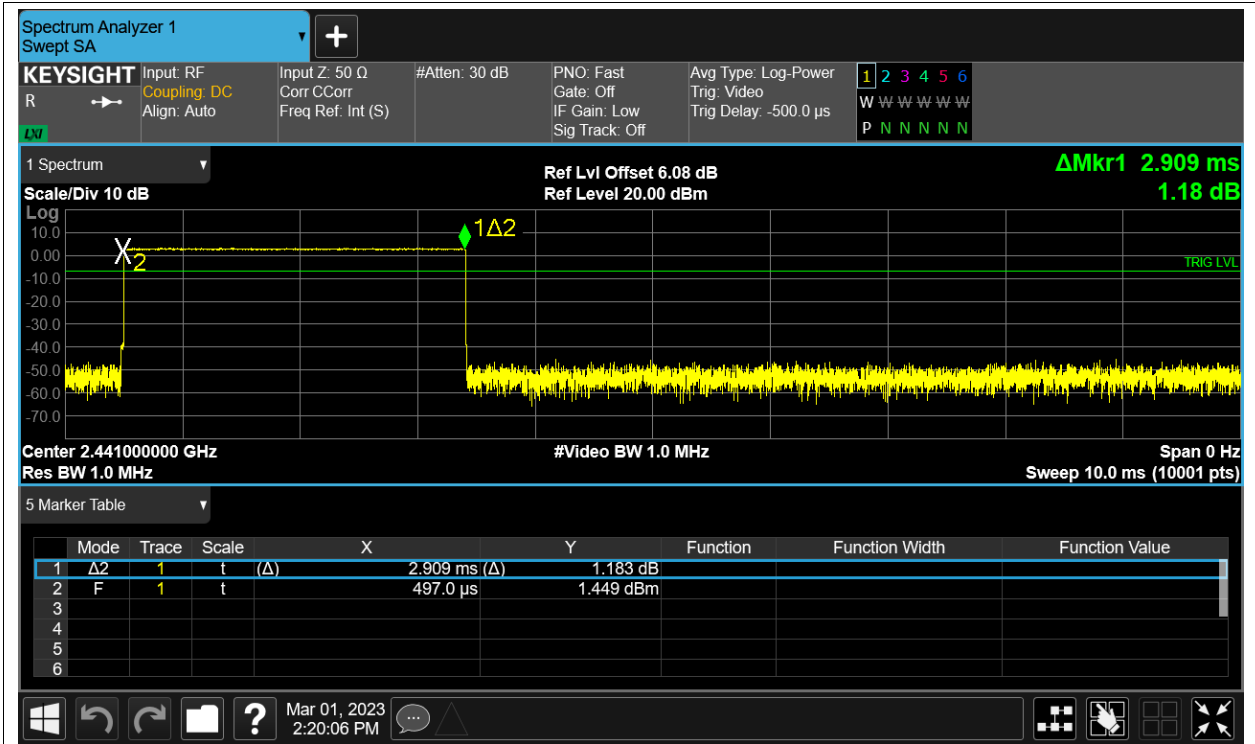 Spectrum Analyzer 1
Swept SA
KEYSIGHT
R
LXI
Input: RF
Coupling: DC
Align: Auto
Input Z: 50 Ω
Corr CCorr
Freq Ref: Int (S)
#Atten: 30 dB
PNO: Fast
Gate: Off
IF Gain: Low
Sig Track: Off
Avg Type: Log-Power
Trig: Video
Trig Delay: -500.0 µs
1 2 3 4 5 6
W W W W W W
P N N N N N
1 Spectrum
Scale/Div 10 dB
Ref Lvl Offset 6.08 dB
Ref Level 20.00 dBm
ΔMkr1 2.909 ms
1.18 dB
Log
10.0
0.00
-10.0
-20.0
-30.0
-40.0
-50.0
-60.0
-70.0
2
1Δ2
TRIG LVL
Center 2.441000000 GHz
#Video BW 1.0 MHz
Span 0 Hz
Res BW 1.0 MHz
Sweep 10.0 ms (10001 pts)
5 Marker Table
Mode Trace Scale X Y Function Function Width Function Value
1 Δ2 1 t (Δ) 2.909 ms (Δ) 1.183 dB
2 F 1 t 497.0 µs 1.449 dBm
3
4
5
6
?
Mar 01, 2023
2:20:06 PM